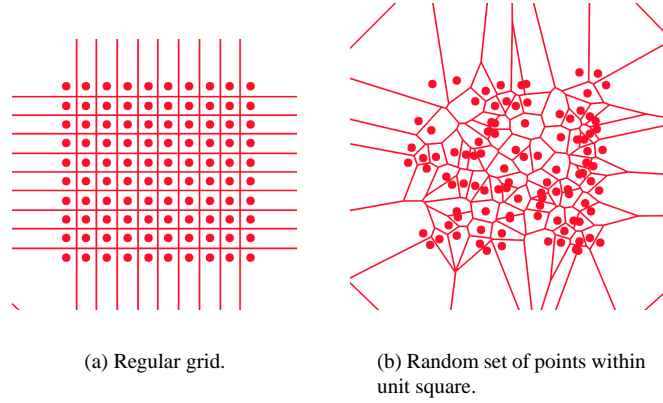 (a) Regular grid.
(b) Random set of points within
unit square.